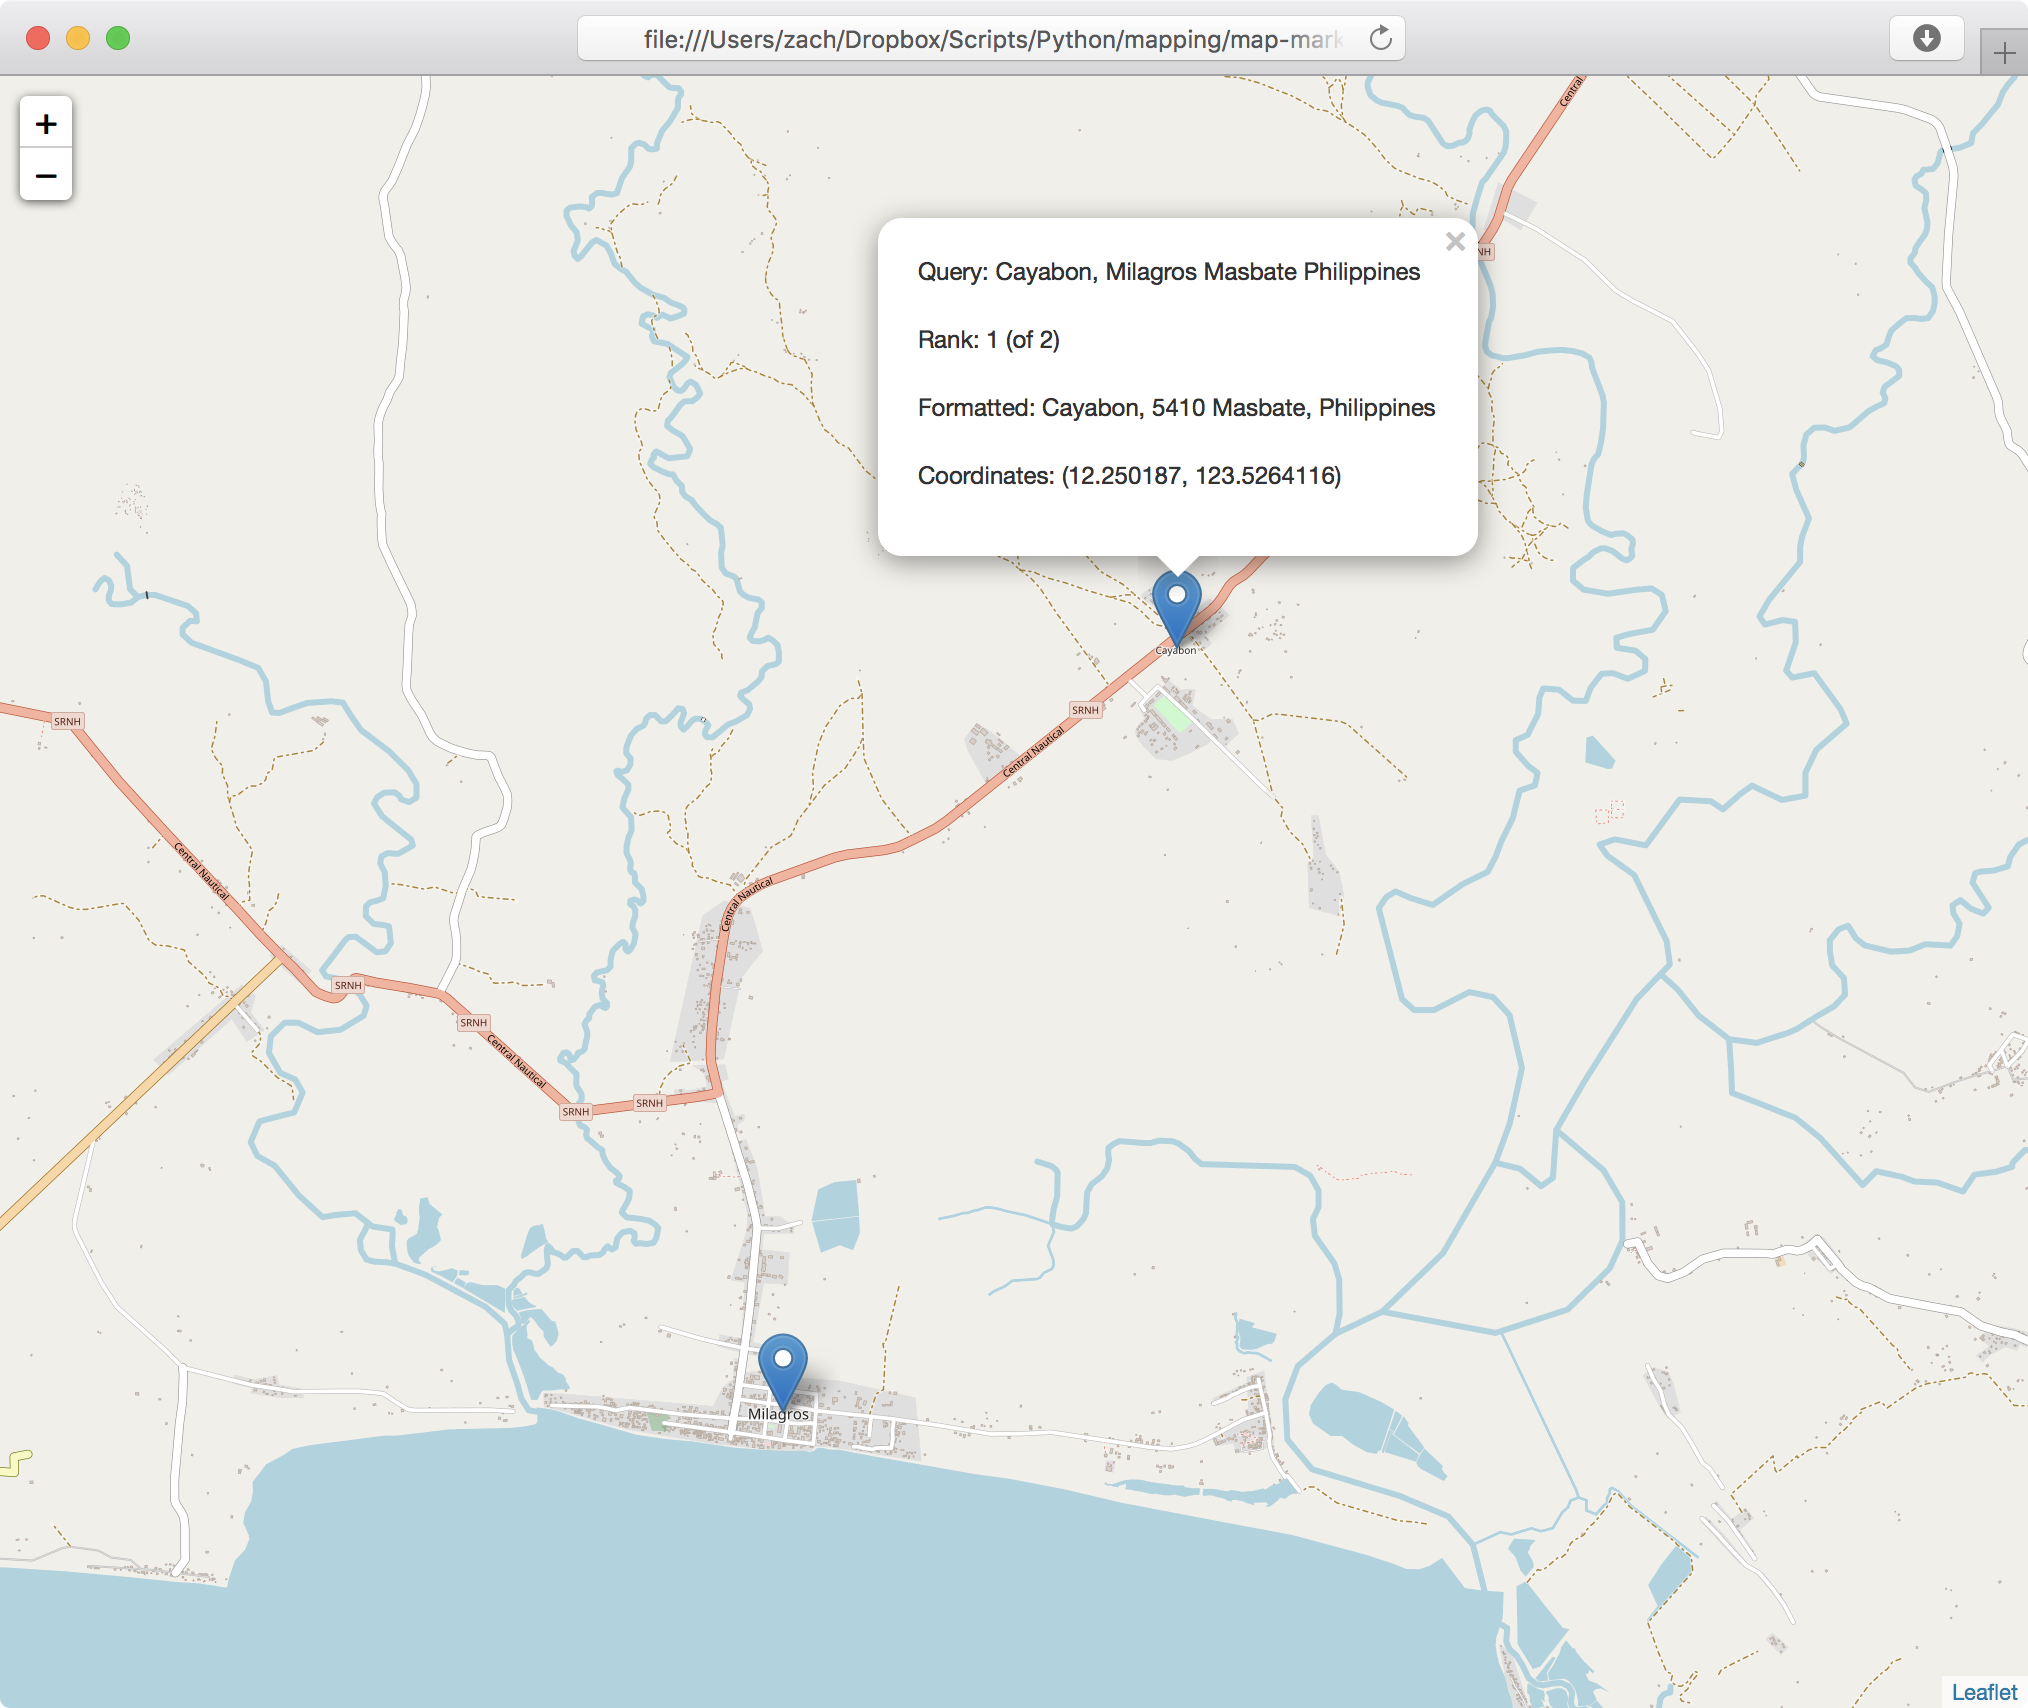 file:///Users/zach/Dropbox/Scripts/Python/mapping/map-mark
+
−
Central
NH
Query: Cayabon, Milagros Masbate Philippines
Rank: 1 (of 2)
Formatted: Cayabon, 5410 Masbate, Philippines
Coordinates: (12.250187, 123.5264116)
Cayabon
SRNH
SRNH
Central Nautical
Central Nautical
Central Nautical
SRNH
SRNH
Central Nautical
SRNH
SRNH
Milagros
Leaflet